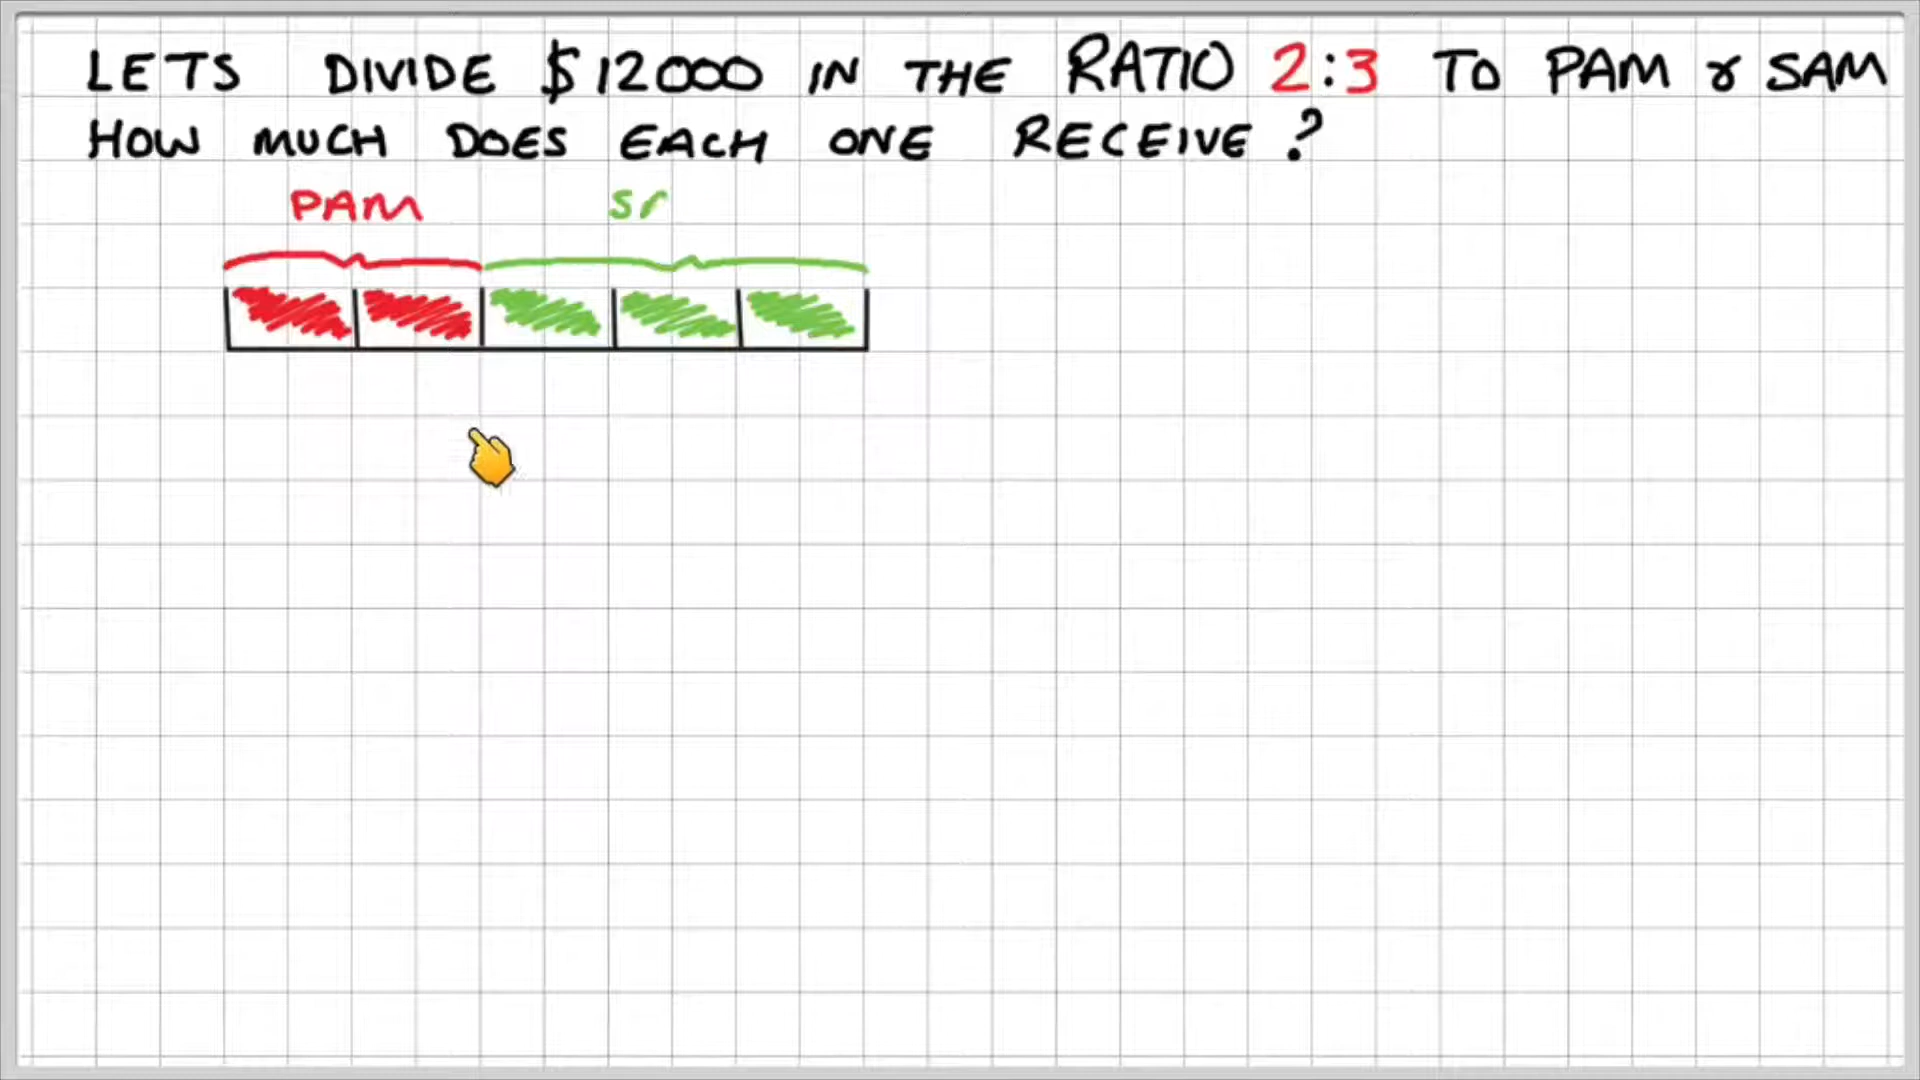 LETS DIVIDE $12000 IN THE RATIO 2:3 TO PAM & SAM
HOW MUCH DOES EACH ONE RECEIVE?
PAM